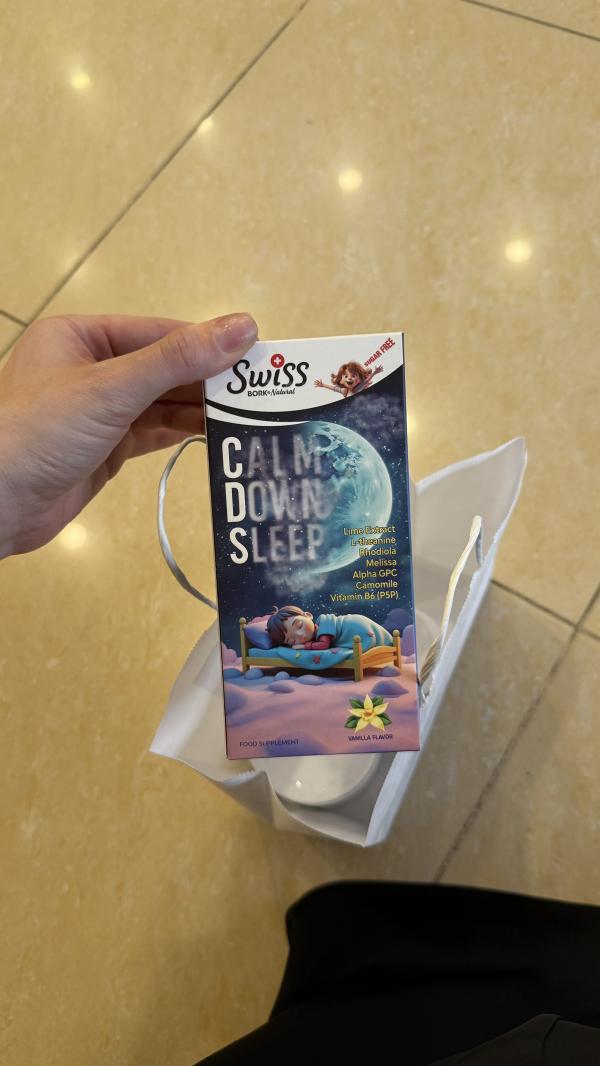 Swiss
BORK®Natural
SUGAR FREE
CALM
DOWN
SLEEP
Lime Extract
L-theanine
Rhodiola
Melissa
Alpha GPC
Camomile
Vitamin B6 (P5P)
FOOD SUPPLEMENT
VANILLA FLAVOR